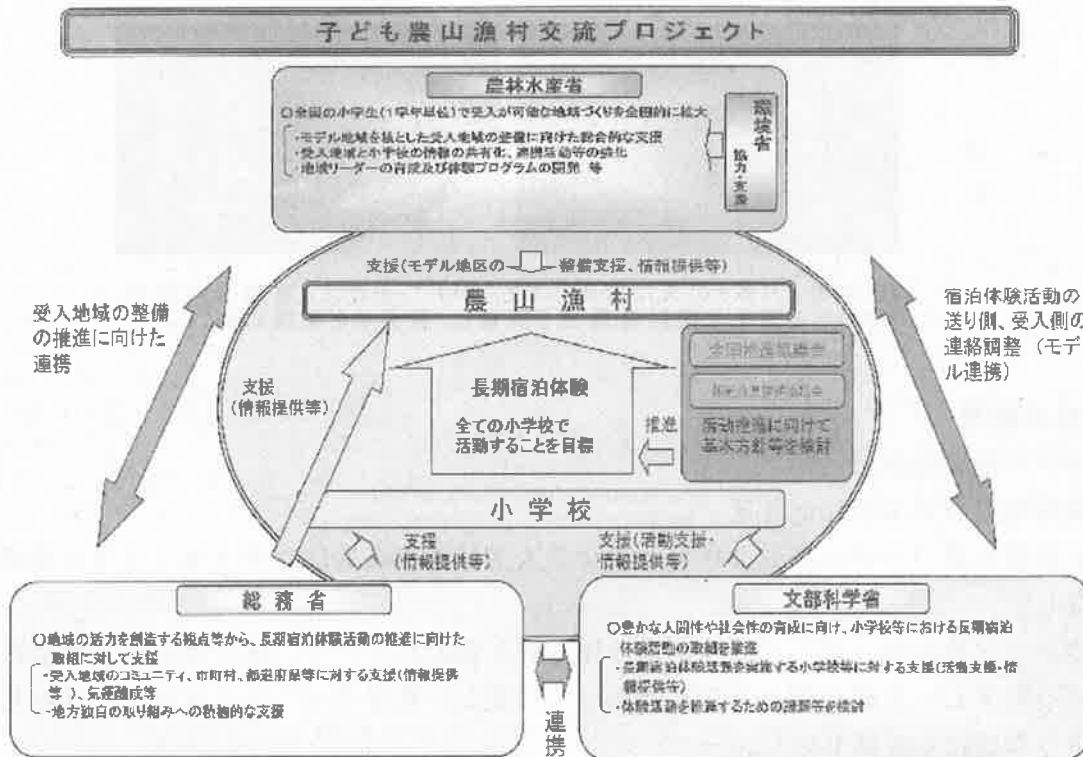 子ども農山漁村交流プロジェクト
農林水産省
○全国の小学生(1学年単位)で受入が可能な地域づくりを全国的に拡大
・モデル地域を核とした受入地域の整備に向けた総合的な支援
・受入地域と小学校の情報の共有化、連携活動等の強化
・地域リーダーの育成及び体験プログラムの開発 等
環境省
協力・支援
支援(モデル地区の
整備支援、情報提供等)
農山漁村
受入地域の整備
の推進に向けた
連携
宿泊体験活動の
送り側、受入側の
連絡調整 (モデ
ル連携)
支援
(情報提供等)
長期宿泊体験
全ての小学校で
活動することを目標
推進
活動推進に向けて
基本方針等を検討
小学校
支援
(情報提供等)
支援(活動支援・
情報提供等)
総務省
○地域の活力を創造する観点等から、長期宿泊体験活動の推進に向けた
取組に対して支援
・受入地域のコミュニティ、市町村、都道府県等に対する支援(情報提供
等)、気運醸成等
・地方独自の取り組みへの積極的な支援
連携
文部科学省
○豊かな人間性や社会性の育成に向け、小学校等における長期宿泊
体験活動の取組を推進
・長期宿泊体験活動を実施する小学校等に対する支援(活動支援・情
報提供等)
・体験活動を推進するための課題等を検討